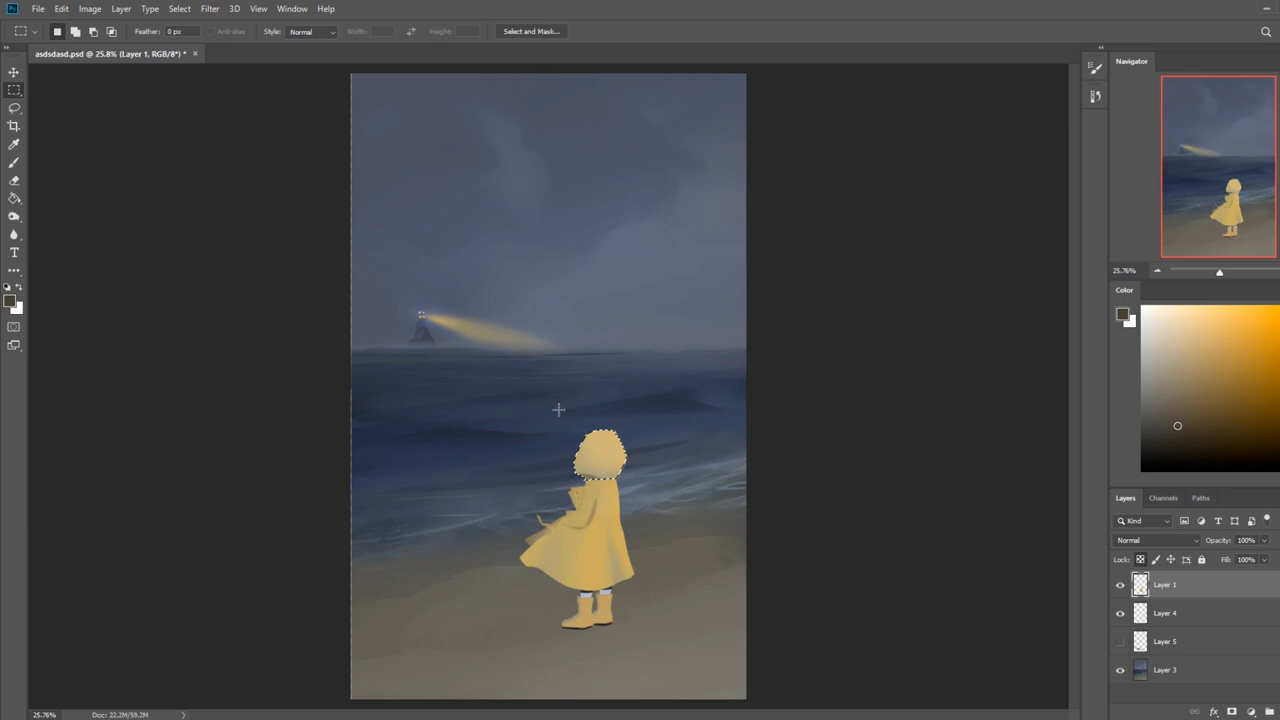 Ps File Edit Image Layer Type Select Filter 3D View Window Help
Feather: 0 px Anti-alias Style: Normal Width: Height: Select and Mask...
asdsdasd.psd @ 25.8% (Layer 1, RGB/8*) * ×
Navigator
25.76%
Color
Layers Channels Paths
Kind
Normal Opacity: 100%
Lock: Fill: 100%
Layer 1
Layer 4
Layer 5
Layer 3
25.76% Doc: 22.2M/59.2M